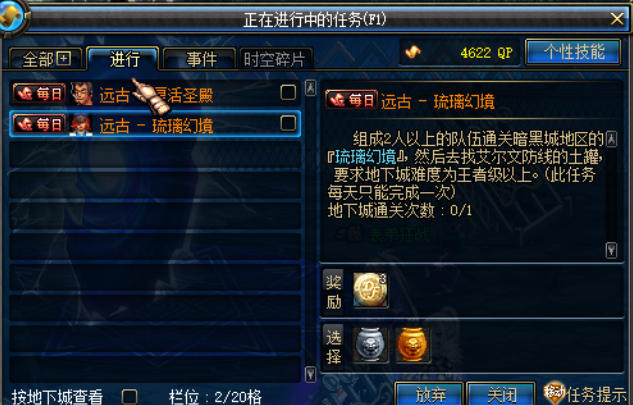 正在进行中的任务(F1)
全部 进行 事件 时空碎片
4622 QP 个性技能
每日 远古 复活圣殿
每日 远古 - 琉璃幻境
每日 远古 - 琉璃幻境
组成2人以上的队伍通关暗黑城地区的
『琉璃幻境』, 然后去找艾尔文防线的土罐,
要求地下城难度为王者级以上。(此任务
每天只能完成一次)
地下城通关次数 : 0/1
奖励
3
选择
按地下城查看 栏位 : 2/20格
放弃 关闭 移动 任务提示